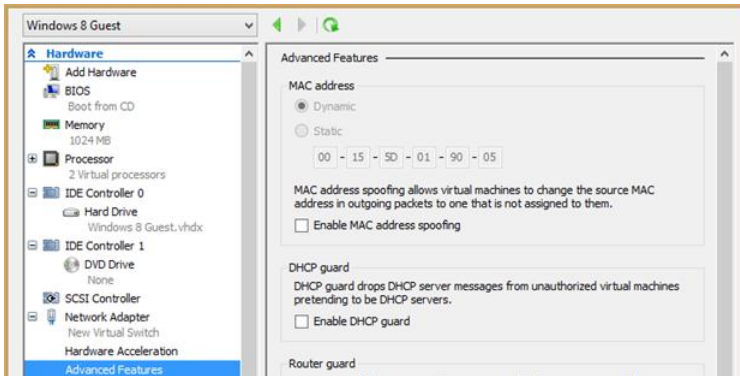 Windows 8 Guest
Hardware
Add Hardware
BIOS
Boot from CD
Memory
1024 MB
Processor
2 Virtual processors
IDE Controller 0
Hard Drive
Windows 8 Guest.vhdx
IDE Controller 1
DVD Drive
None
SCSI Controller
Network Adapter
New Virtual Switch
Hardware Acceleration
Advanced Features
Advanced Features
MAC address
Dynamic
Static
00 - 15 - 5D - 01 - 90 - 05
MAC address spoofing allows virtual machines to change the source MAC
address in outgoing packets to one that is not assigned to them.
Enable MAC address spoofing
DHCP guard
DHCP guard drops DHCP server messages from unauthorized virtual machines
pretending to be DHCP servers.
Enable DHCP guard
Router guard